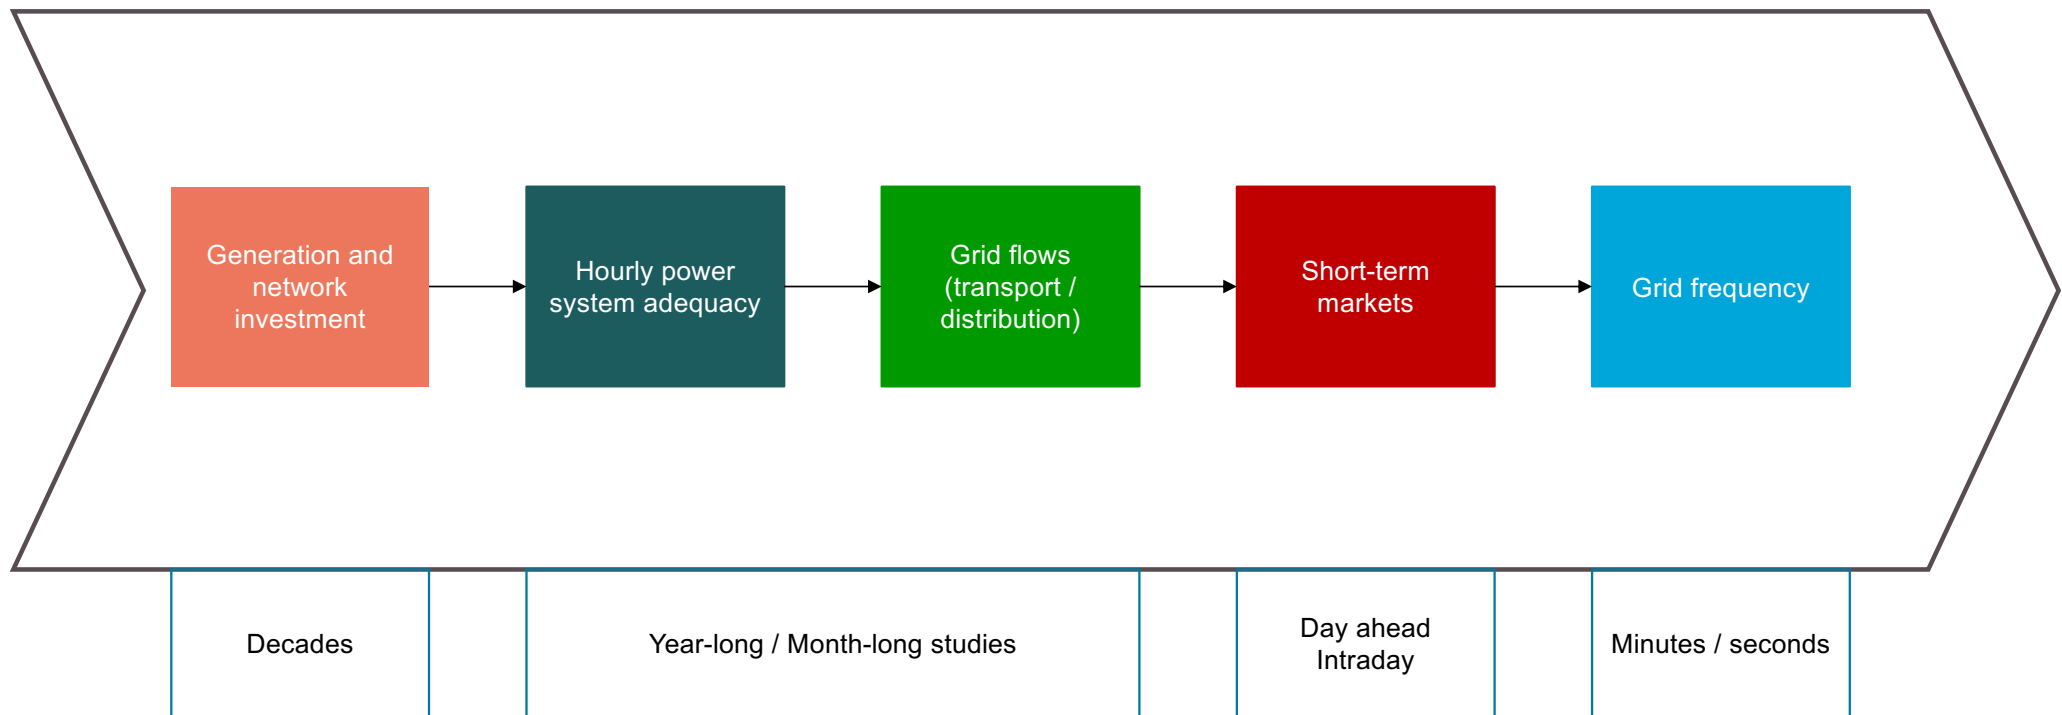 Generation and
network
investment
Hourly power
system adequacy
Grid flows
(transport /
distribution)
Short-term
markets
Grid frequency
Decades
Year-long / Month-long studies
Day ahead
Intraday
Minutes / seconds